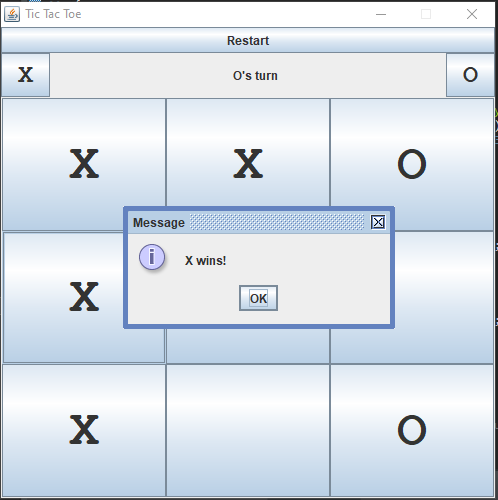 Tic Tac Toe
Restart
X O's turn O
X X O
Message
X wins!
X
OK
X O